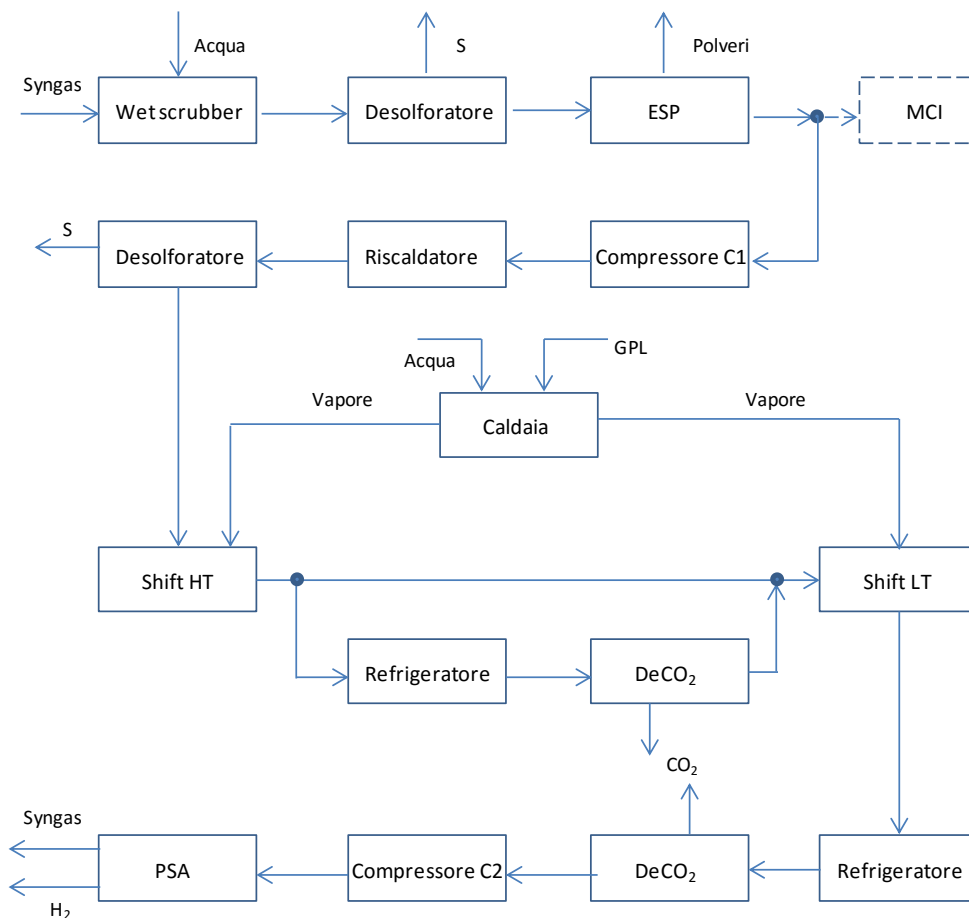 Acqua
S
Polveri
Syngas
Wet scrubber
Desolforatore
ESP
MCI
S
Desolforatore
Riscaldatore
Compressore C1
Acqua
GPL
Vapore
Caldaia
Vapore
Shift HT
Shift LT
Refrigeratore
DeCO₂
CO₂
Syngas
PSA
Compressore C2
DeCO₂
Refrigeratore
H₂